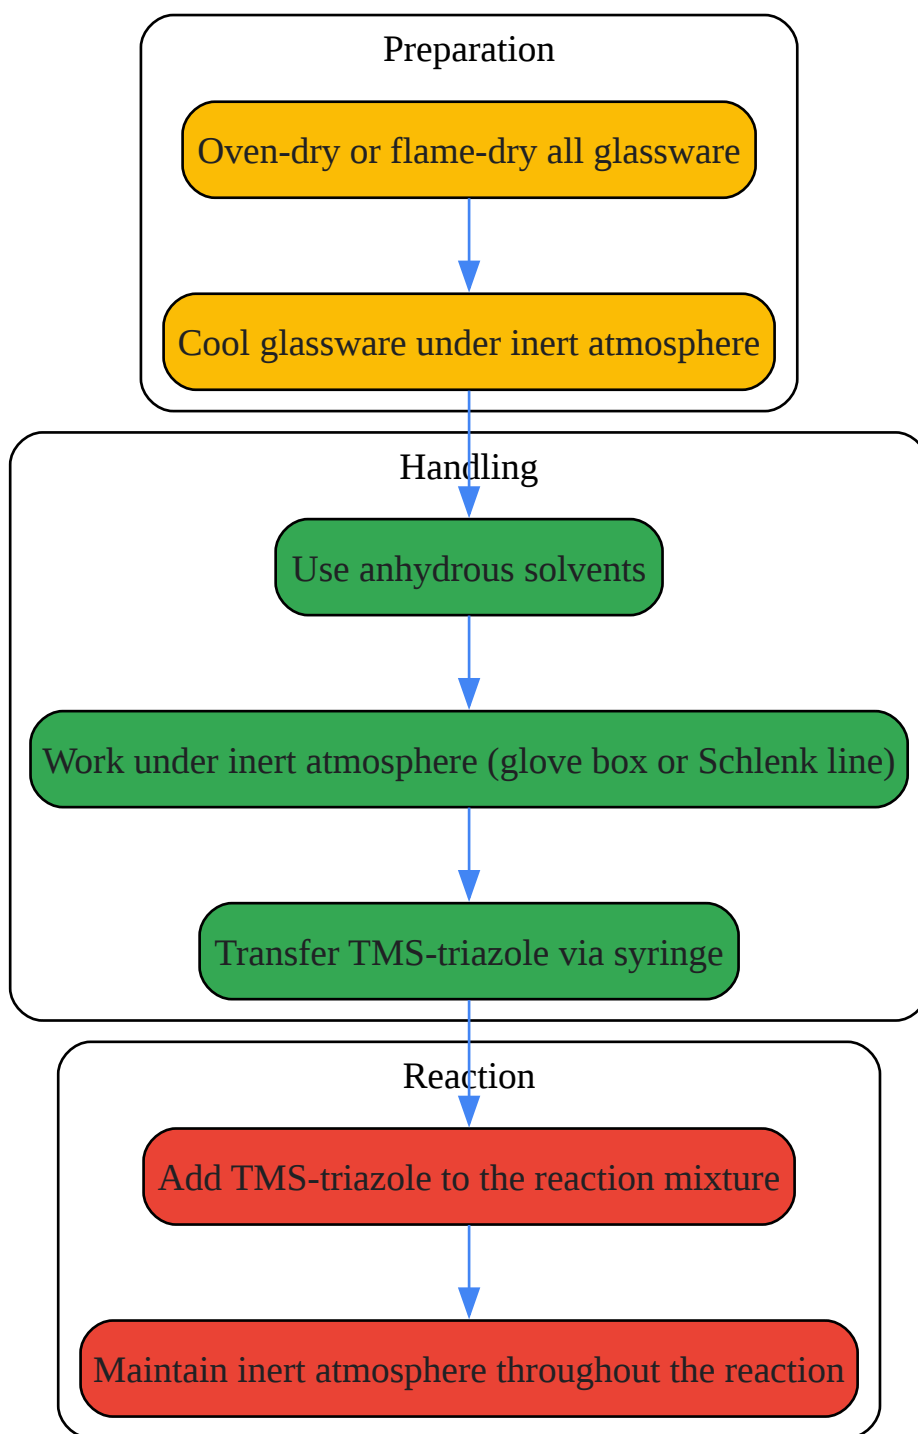 Preparation
Oven-dry or flame-dry all glassware
Cool glassware under inert atmosphere
Handling
Use anhydrous solvents
Work under inert atmosphere (glove box or Schlenk line)
Transfer TMS-triazole via syringe
Reaction
Add TMS-triazole to the reaction mixture
Maintain inert atmosphere throughout the reaction